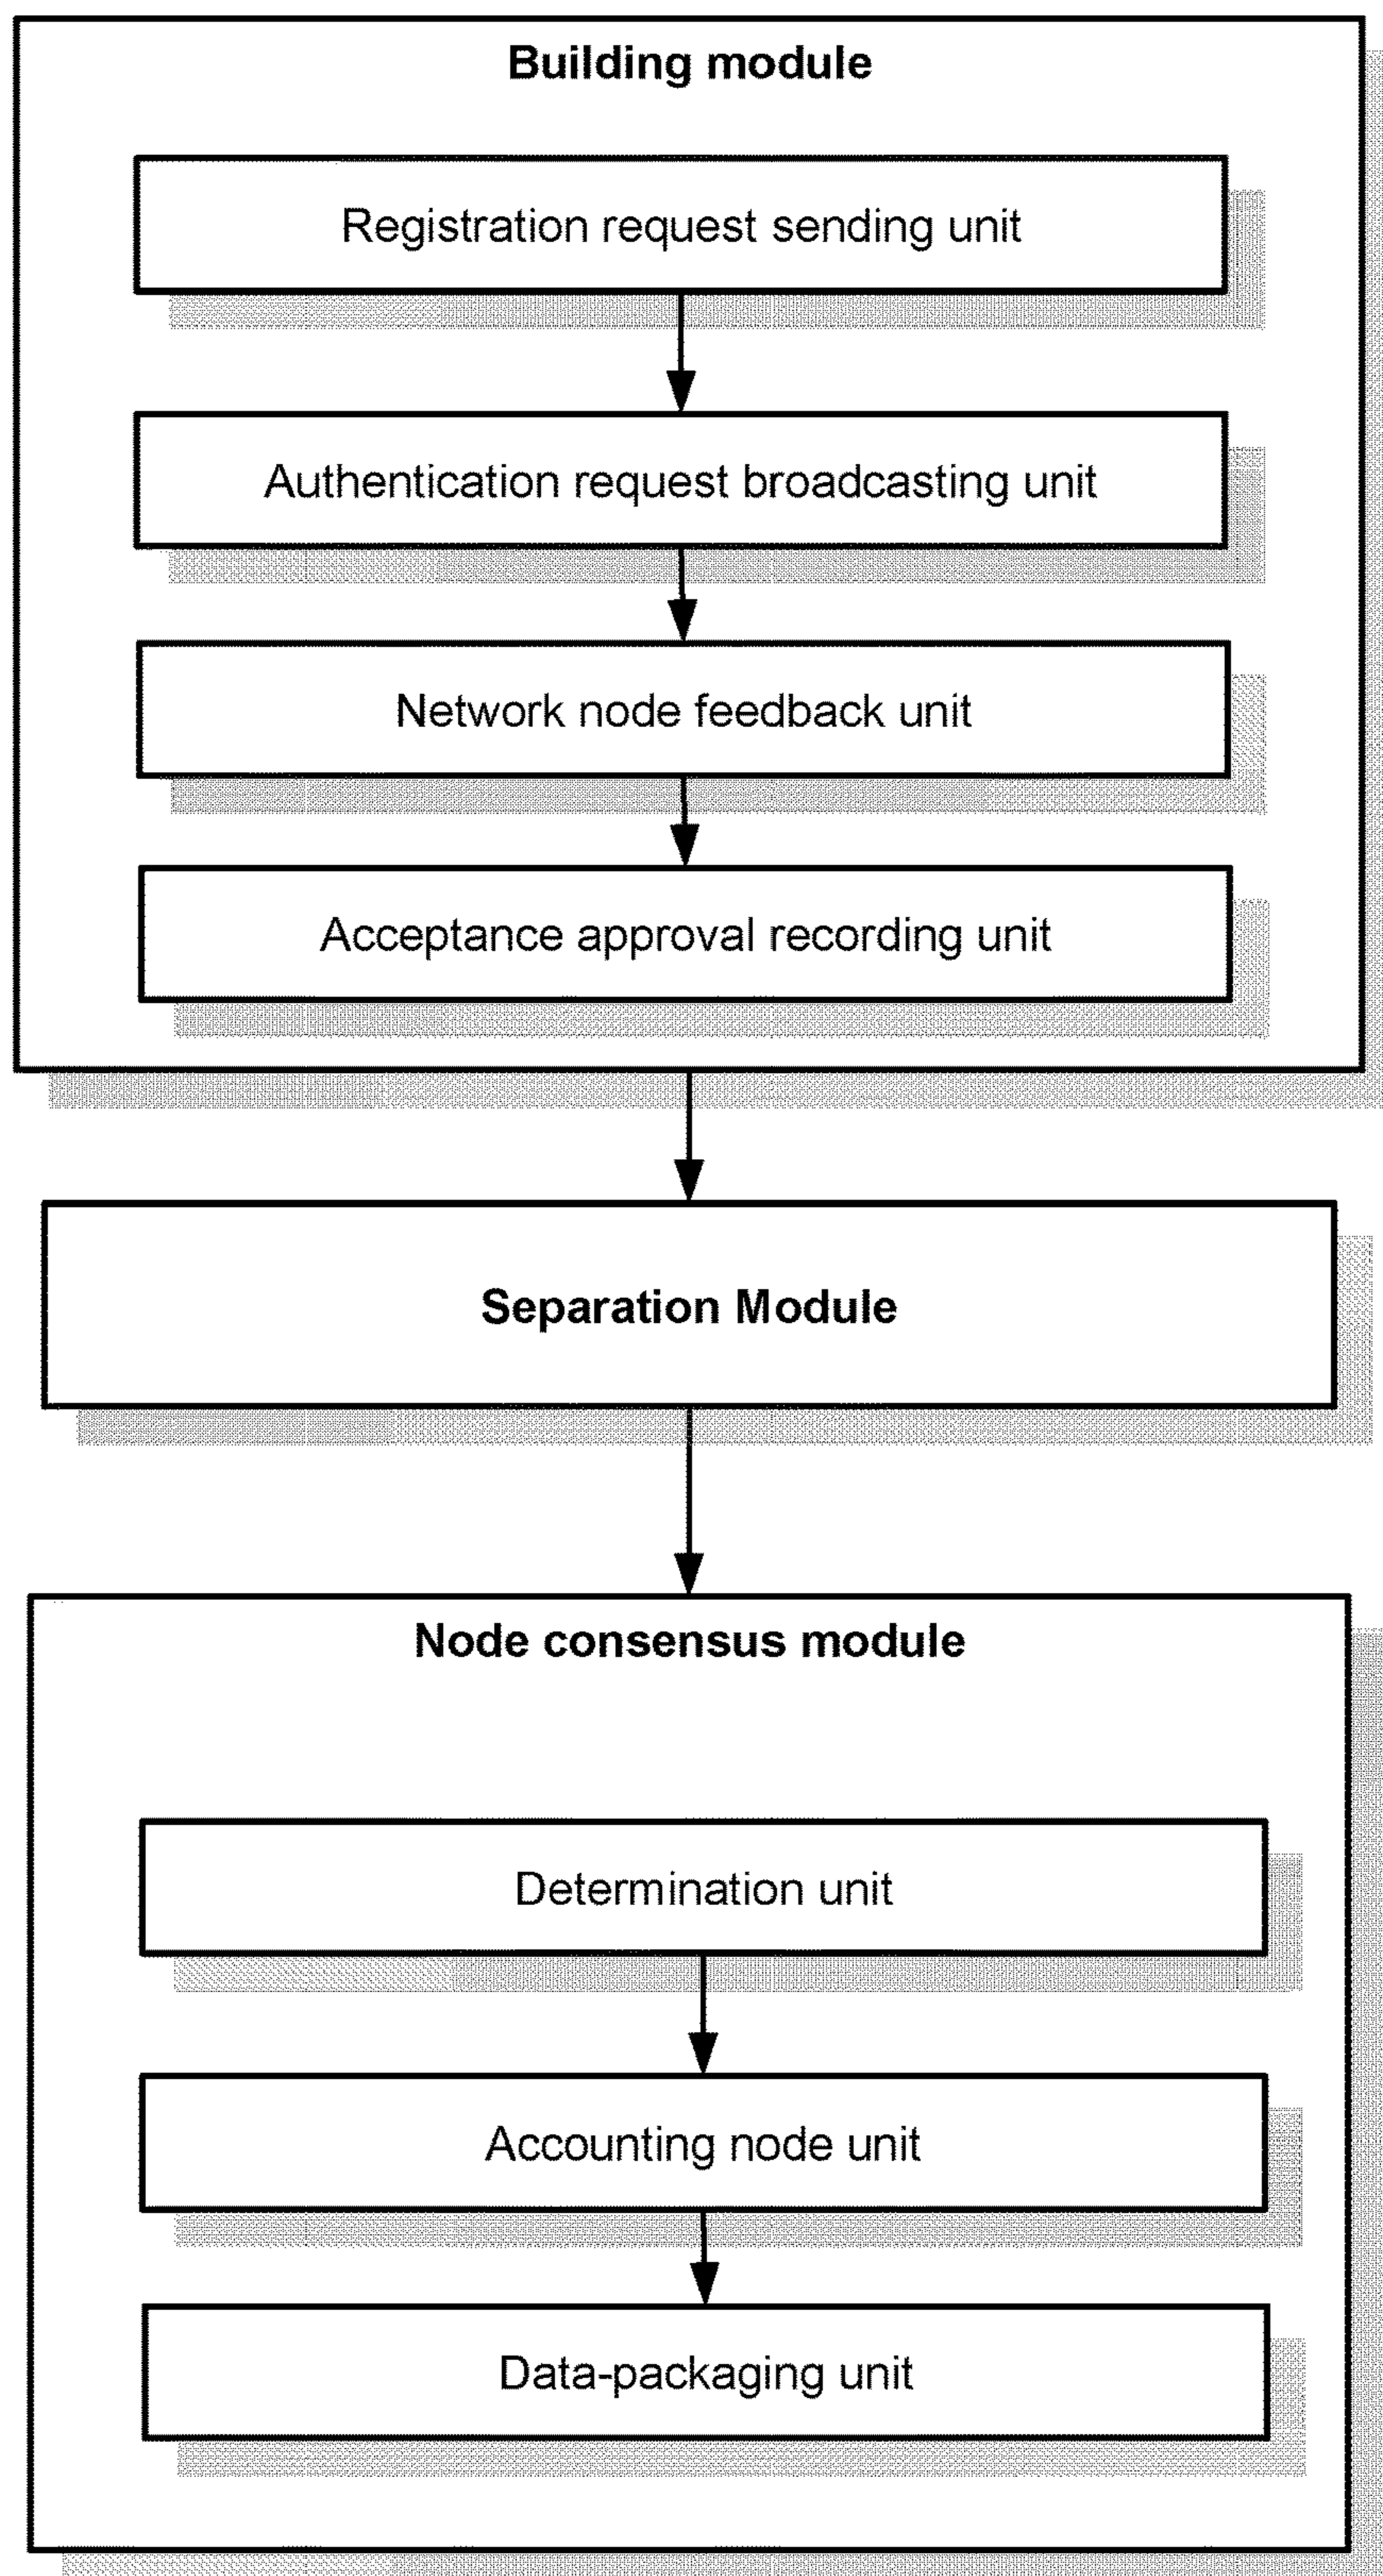 Building module
Registration request sending unit
Authentication request broadcasting unit
Network node feedback unit
Acceptance approval recording unit
Separation Module
Node consensus module
Determination unit
Accounting node unit
Data-packaging unit